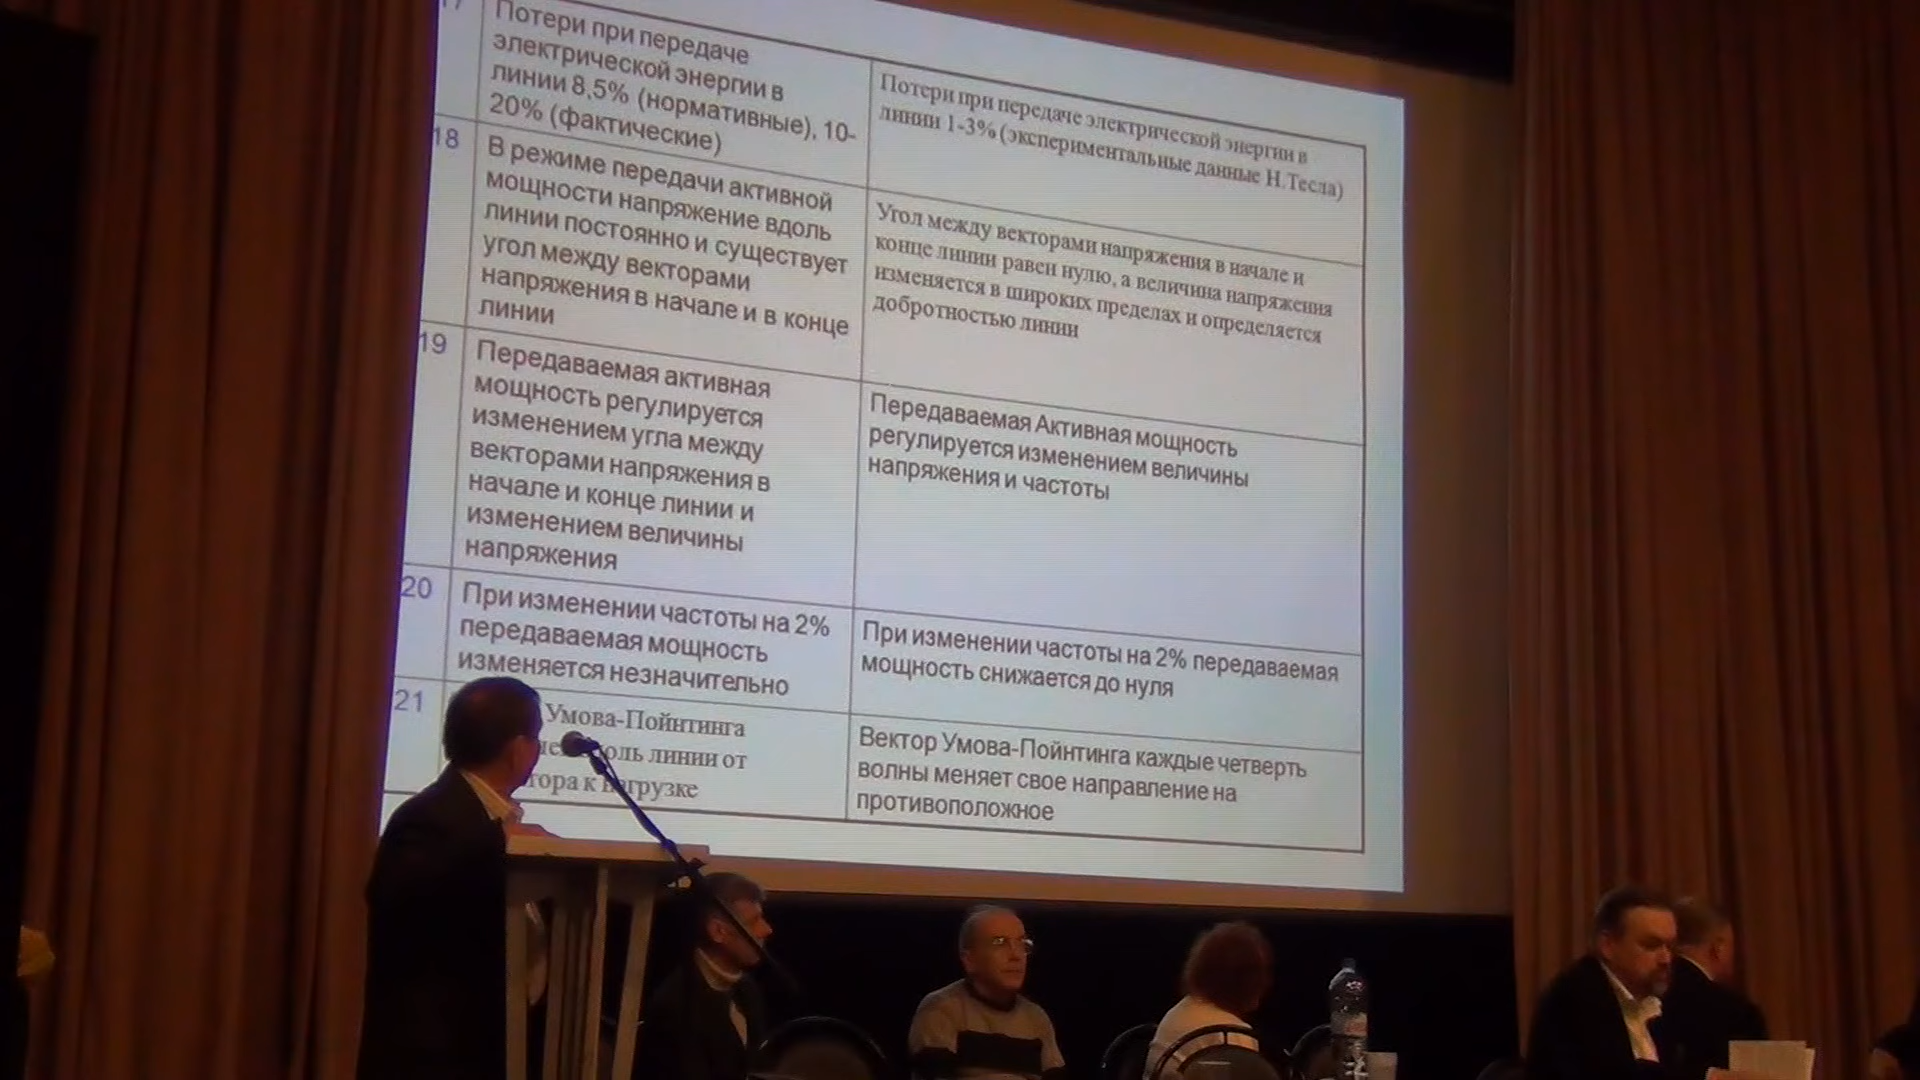 17
Потери при передаче
электрической энергии в
линии 8,5% (нормативные), 10-
20% (фактические)
Потери при передаче электрической энергии в
линии 1-3% (экспериментальные данные Н.Тесла)
18
В режиме передачи активной
мощности напряжение вдоль
линии постоянно и существует
угол между векторами
напряжения в начале и в конце
линии
Угол между векторами напряжения в начале и
конце линии равен нулю, а величина напряжения
изменяется в широких пределах и определяется
добротностью линии
19
Передаваемая активная
мощность регулируется
изменением угла между
векторами напряжения в
начале и конце линии и
изменением величины
напряжения
Передаваемая Активная мощность
регулируется изменением величины
напряжения и частоты
20
При изменении частоты на 2%
передаваемая мощность
изменяется незначительно
При изменении частоты на 2% передаваемая
мощность снижается до нуля
21
Умова-Пойнтинга
линии от
к нагрузке
Вектор Умова-Пойнтинга каждые четверть
волны меняет свое направление на
противоположное